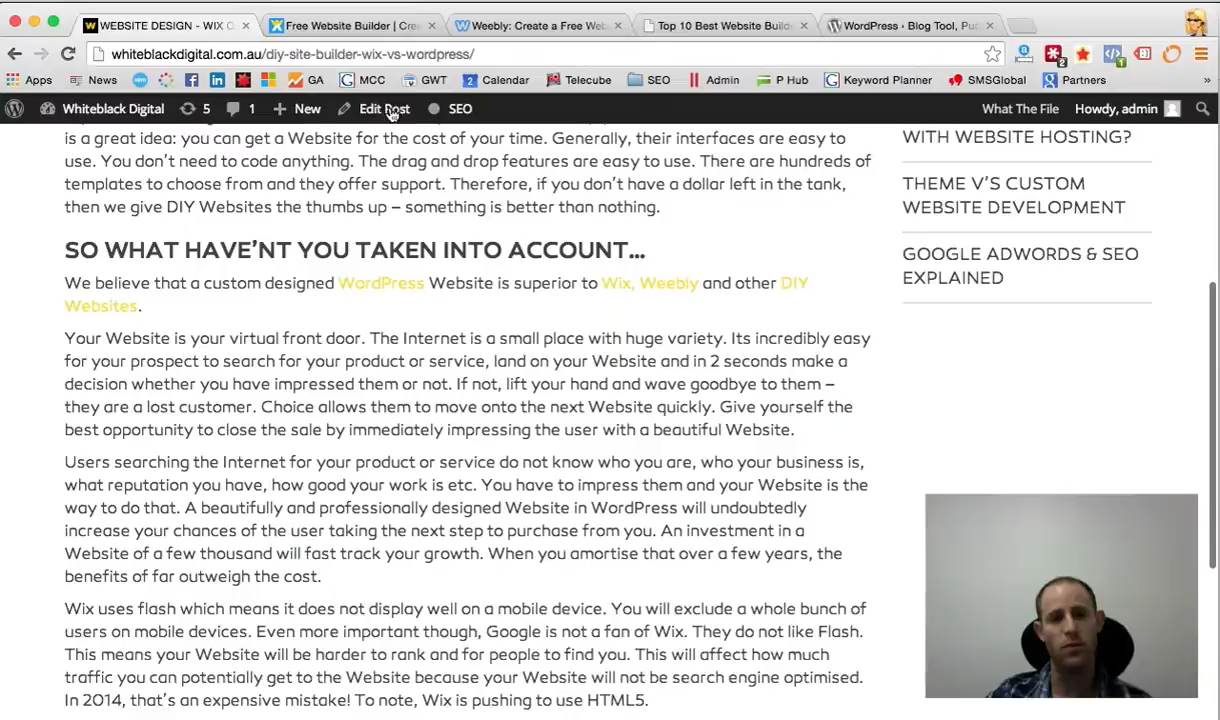 WEBSITE DESIGN - WIX
Free Website Builder | Cre
Weebly: Create a Free Web
Top 10 Best Website Build
WordPress › Blog Tool, Pu
whiteblackdigital.com.au/diy-site-builder-wix-vs-wordpress/
Apps News GA MCC GWT Calendar Telecube SEO Admin P Hub Keyword Planner SMSGlobal Partners »
Whiteblack Digital 5 1 New Edit Post SEO What The File Howdy, admin
is a great idea: you can get a Website for the cost of your time. Generally, their interfaces are easy to
use. You don't need to code anything. The drag and drop features are easy to use. There are hundreds of
templates to choose from and they offer support. Therefore, if you don't have a dollar left in the tank,
then we give DIY Websites the thumbs up – something is better than nothing.
SO WHAT HAVE'NT YOU TAKEN INTO ACCOUNT...
We believe that a custom designed WordPress Website is superior to Wix, Weebly and other DIY
Websites.
Your Website is your virtual front door. The Internet is a small place with huge variety. Its incredibly easy
for your prospect to search for your product or service, land on your Website and in 2 seconds make a
decision whether you have impressed them or not. If not, lift your hand and wave goodbye to them –
they are a lost customer. Choice allows them to move onto the next Website quickly. Give yourself the
best opportunity to close the sale by immediately impressing the user with a beautiful Website.
Users searching the Internet for your product or service do not know who you are, who your business is,
what reputation you have, how good your work is etc. You have to impress them and your Website is the
way to do that. A beautifully and professionally designed Website in WordPress will undoubtedly
increase your chances of the user taking the next step to purchase from you. An investment in a
Website of a few thousand will fast track your growth. When you amortise that over a few years, the
benefits of far outweigh the cost.
Wix uses flash which means it does not display well on a mobile device. You will exclude a whole bunch of
users on mobile devices. Even more important though, Google is not a fan of Wix. They do not like Flash.
This means your Website will be harder to rank and for people to find you. This will affect how much
traffic you can potentially get to the Website because your Website will not be search engine optimised.
In 2014, that's an expensive mistake! To note, Wix is pushing to use HTML5.
WITH WEBSITE HOSTING?
THEME V'S CUSTOM
WEBSITE DEVELOPMENT
GOOGLE ADWORDS & SEO
EXPLAINED